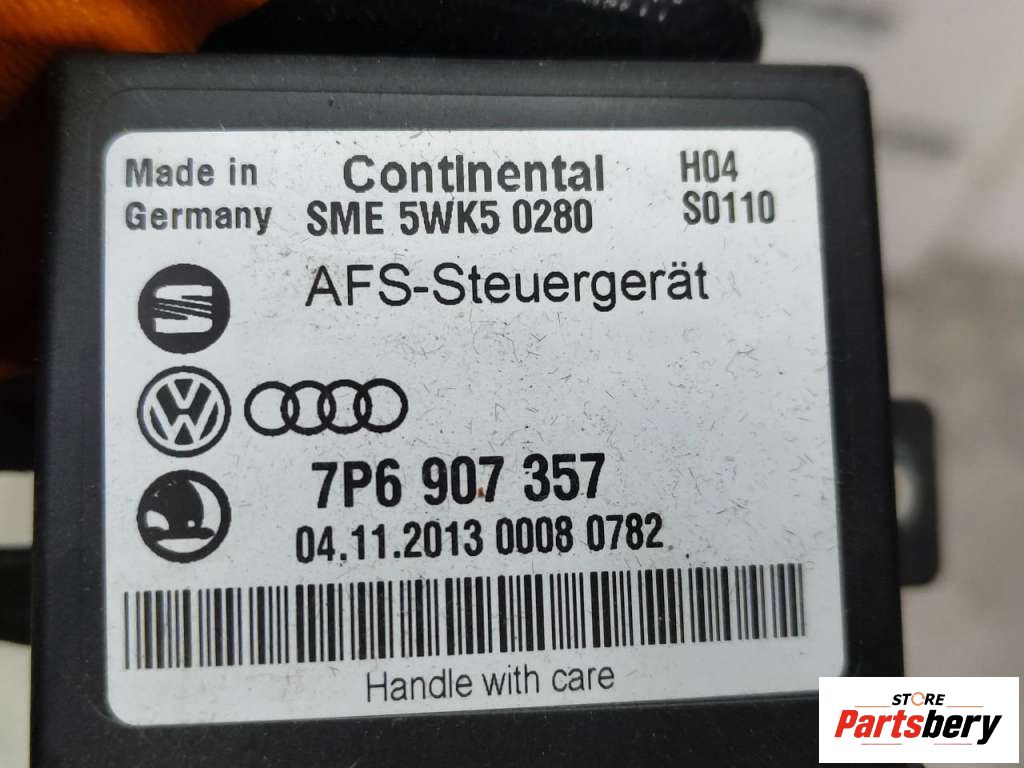 Made in
Germany
Continental
SME 5WK5 0280
H04
S0110
AFS-Steuergerät
7P6 907 357
04.11.2013 0008 0782
Handle with care
STORE
Partsbery